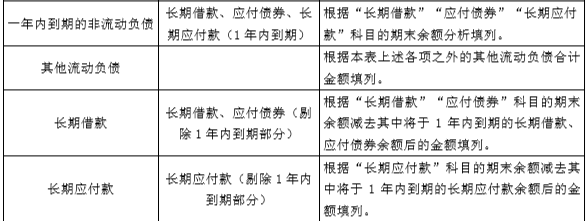 一年内到期的非流动负债
长期借款、应付债券、长
期应付款（1年内到期）
根据“长期借款”“应付债券”“长期应付
款”科目的期末余额分析填列。
其他流动负债
根据本表上述各项之外的其他流动负债合计
金额填列。
长期借款
长期借款、应付债券（剔
除1年内到期部分）
根据“长期借款”“应付债券”科目的期末
余额减去其中将于 1 年内到期的长期借款、
应付债券余额后的金额填列。
长期应付款
长期应付款（剔除1年内
到期部分）
根据“长期应付款”科目的期末余额减去其
中将于 1 年内到期的长期应付款余额后的金
额填列。